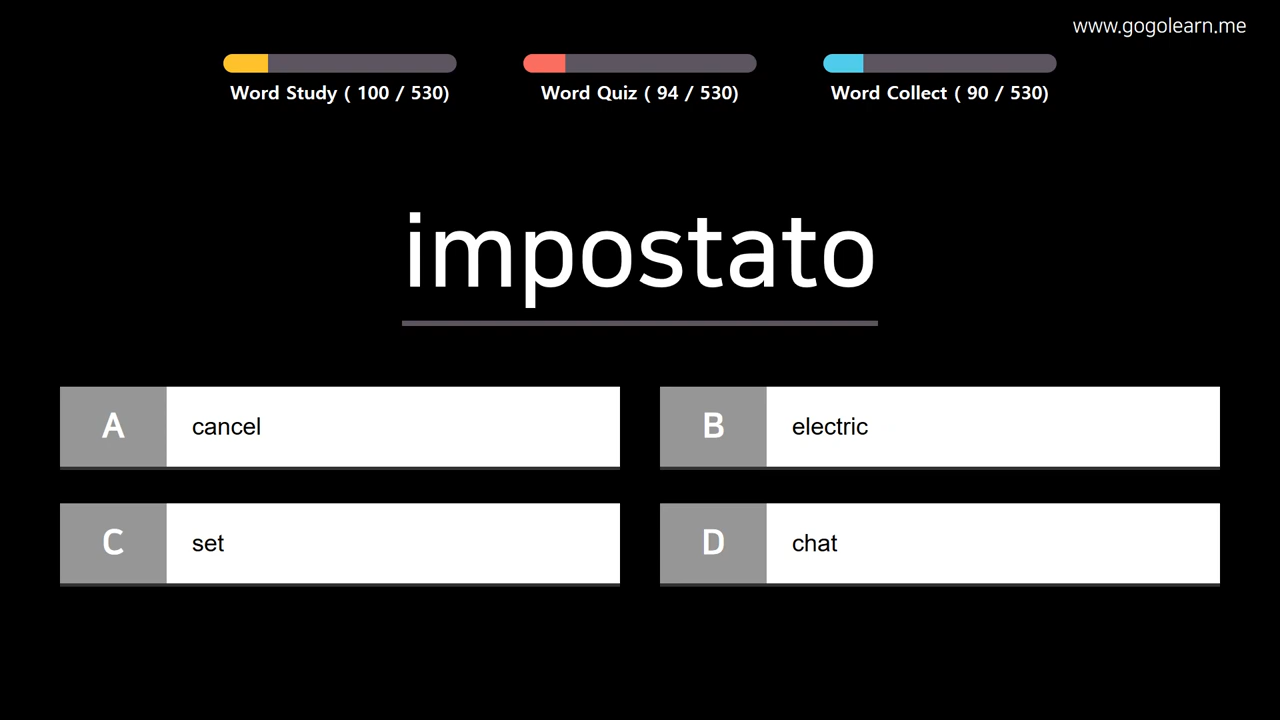 www.gogolearn.me
Word Study ( 100 / 530)
Word Quiz ( 94 / 530)
Word Collect ( 90 / 530)
impostato
A cancel
B electric
C set
D chat